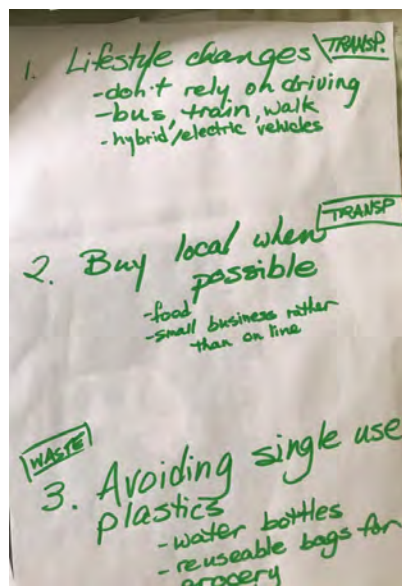 1. Lifestyle changes TRANSP.
-don't rely on driving
-bus, train, walk
-hybrid/electric vehicles
TRANSP
2. Buy local when
possible
-food
-small business rather
than on line
WASTE
3. Avoiding single use
plastics
-water bottles
-reuseable bags for
grocery